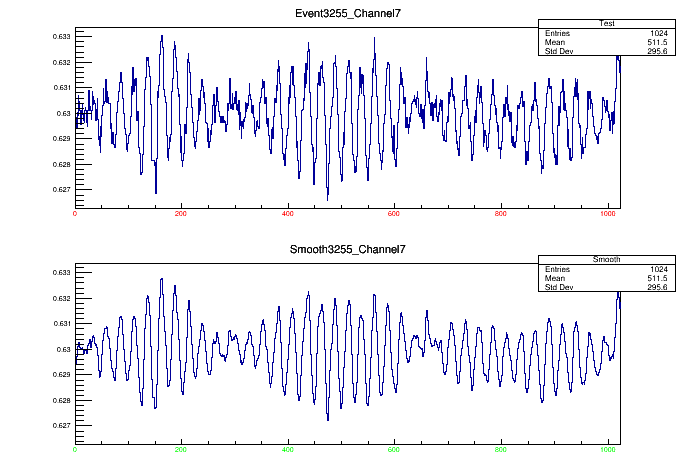 Event3255_Channel7
Test
Entries 1024
Mean 511.5
Std Dev 295.6
0.633
0.632
0.631
0.63
0.629
0.628
0.627
0 200 400 600 800 1000
Smooth3255_Channel7
Smooth
Entries 1024
Mean 511.5
Std Dev 295.6
0.633
0.632
0.631
0.63
0.629
0.628
0.627
0 200 400 600 800 1000